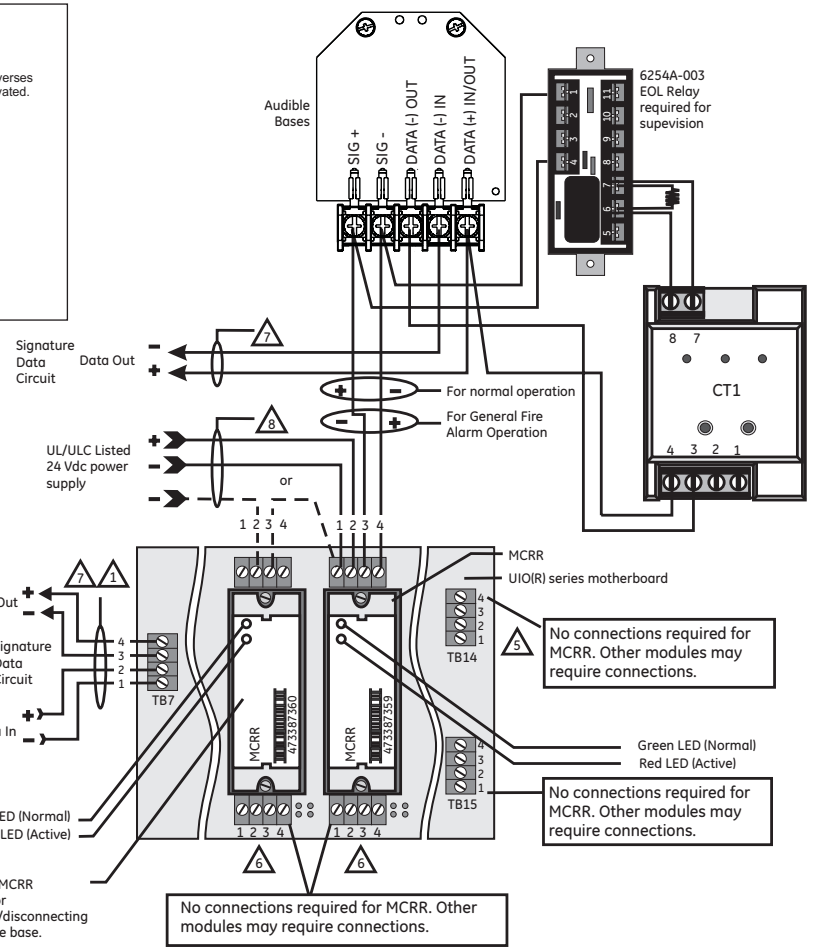 verses
vated.
Audible
Bases
SIG +
SIG -
DATA (-) OUT
DATA (-) IN
DATA (+) IN/OUT
1
2
3
4
11
10
9
8
7
6
5
6254A-003
EOL Relay
required for
supevision
8 7
CT1
4 3 2 1
Signature
Data
Circuit
Data Out
-
+
7
+ -
For normal operation
- +
For General Fire
Alarm Operation
8
UL/ULC Listed
24 Vdc power
supply
+
-
-
or
1 2 3 4
1 2 3 4
MCRR
UIO(R) series motherboard
7 1
Out
+
-
ignature
Data
Circuit
4
3
2
1
TB7
+
-
In
MCRR
473387360
MCRR
473387359
4
3
2
1
TB14
5
No connections required for
MCRR. Other modules may
require connections.
Green LED (Normal)
Red LED (Active)
4
3
2
1
TB15
No connections required for
MCRR. Other modules may
require connections.
ED (Normal)
LED (Active)
1 2 3 4
1 2 3 4
6
6
MCRR
or
/disconnecting
e base.
No connections required for MCRR. Other
modules may require connections.